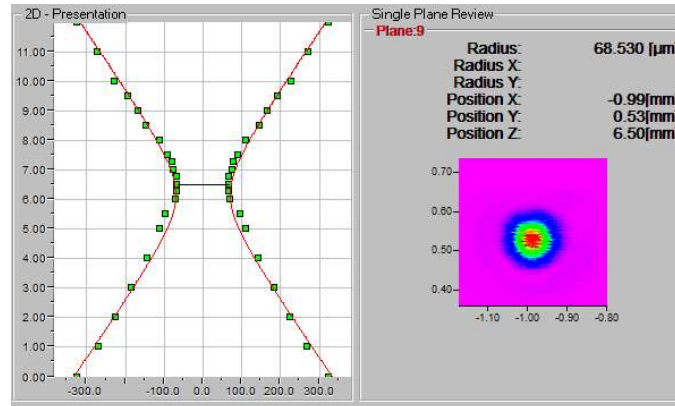 2D - Presentation
11.00
10.00
9.00
8.00
7.00
6.00
5.00
4.00
3.00
2.00
1.00
0.00
-300.0 -100.0 0.0 100.0 200.0 300.0
Single Plane Review
Plane:9
Radius: 68.530 [µm]
Radius X:
Radius Y:
Position X: -0.99[mm]
Position Y: 0.53[mm]
Position Z: 6.50[mm]
0.70
0.60
0.50
0.40
-1.10 -1.00 -0.90 -0.80